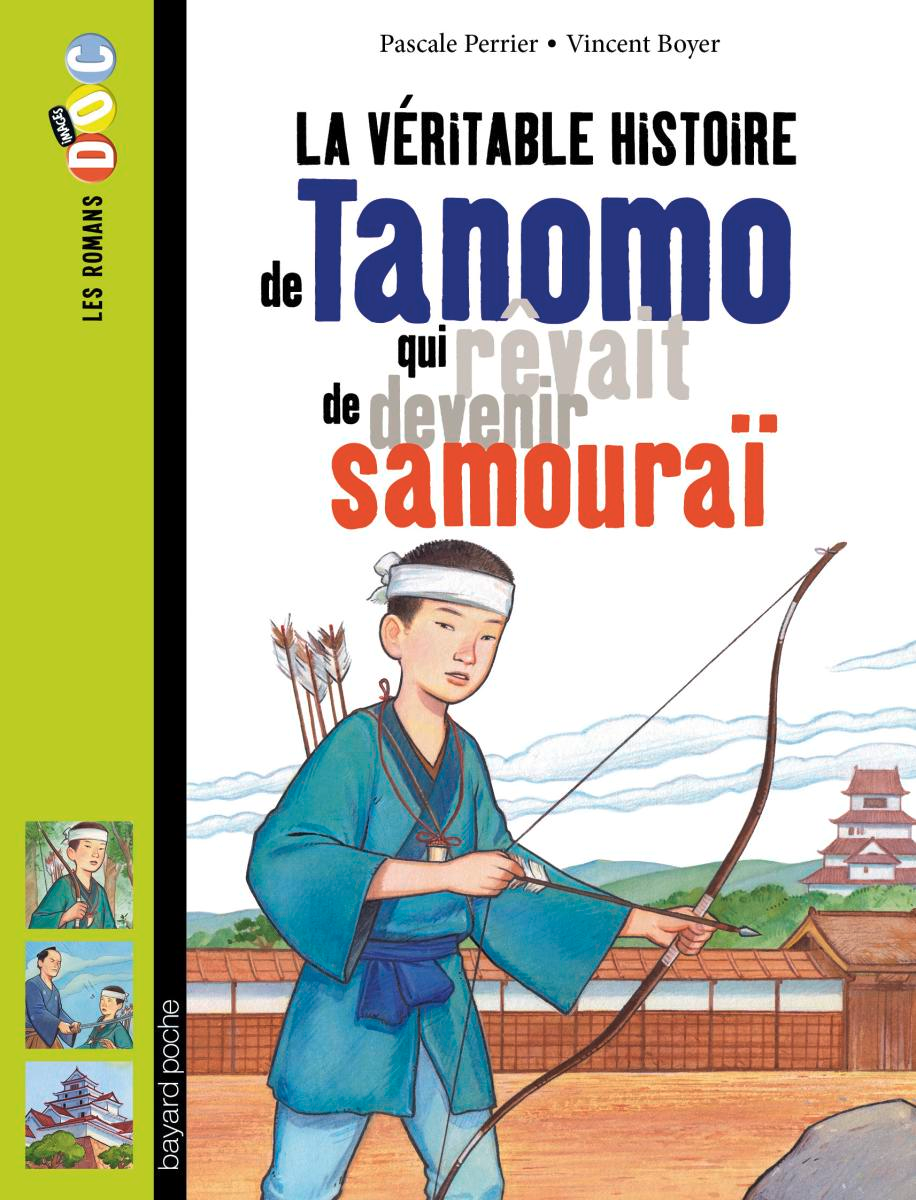 Pascale Perrier • Vincent Boyer
LA VÉRiTABLE HiSTOiRE
de Tanomo
qui rêvait
de devenir
samouraï
LES ROMANS
IMAGES
DOC
bayard poche